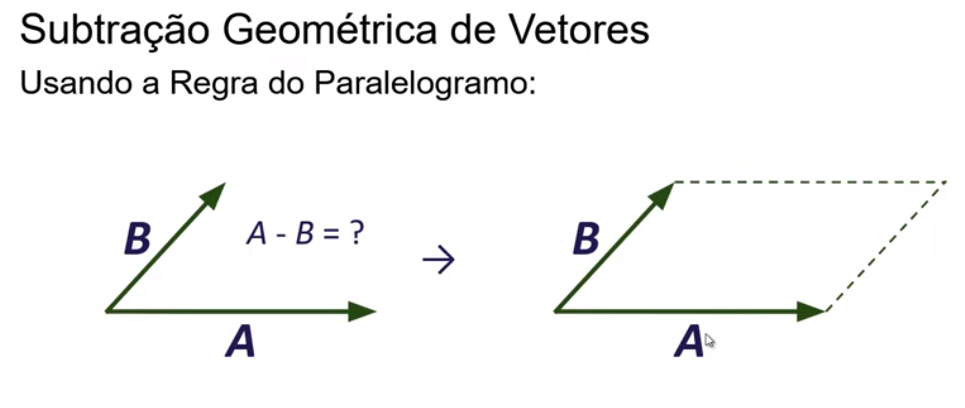 Subtração Geométrica de Vetores
Usando a Regra do Paralelogramo:
B
A - B = ?
→
B
A
A